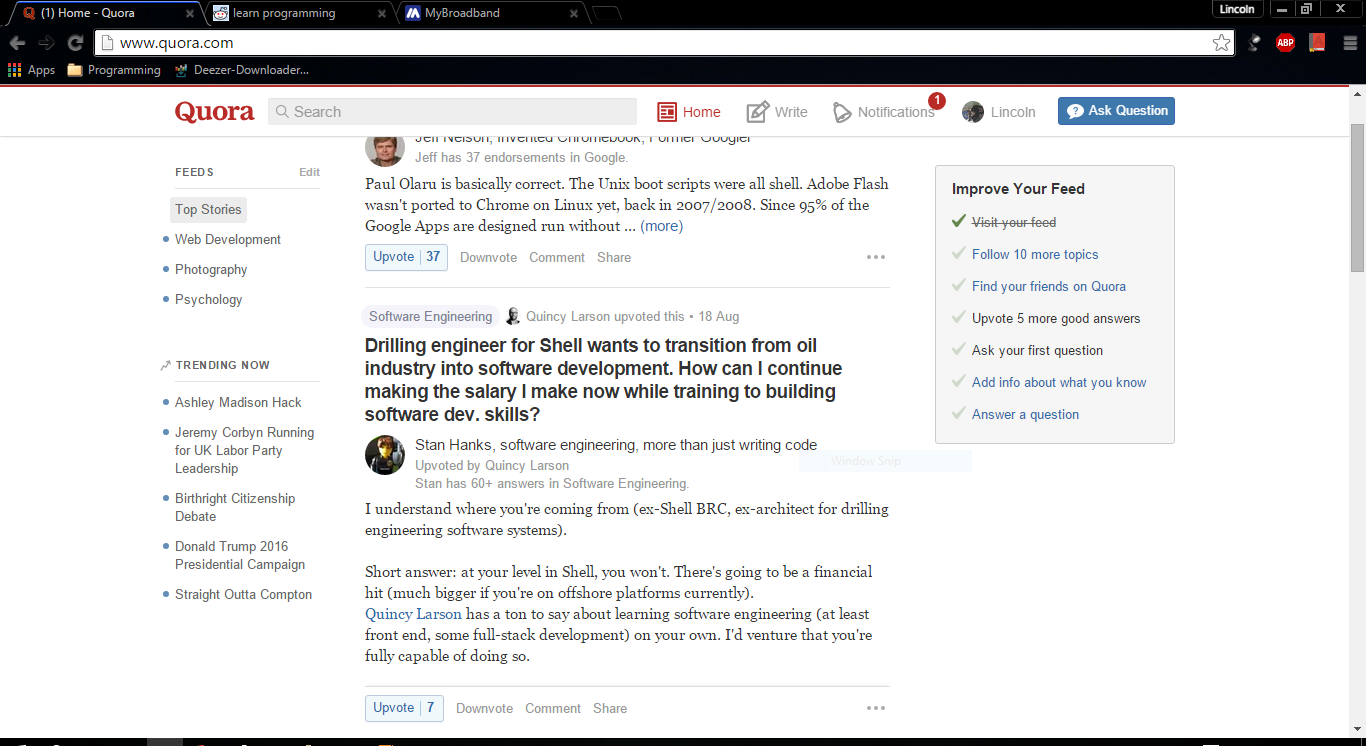 (1) Home - Quora
learn programming
MyBroadband
Lincoln
www.quora.com
ABP
Apps
Programming
Deezer-Downloader...
Quora
Search
Home
Write
Notifications
1
Lincoln
Ask Question
FEEDS
Edit
Top Stories
Web Development
Photography
Psychology
TRENDING NOW
Ashley Madison Hack
Jeremy Corbyn Running
for UK Labor Party
Leadership
Birthright Citizenship
Debate
Donald Trump 2016
Presidential Campaign
Straight Outta Compton
Jeff Nelson, Invented Chromebook, Former Googler
Jeff has 37 endorsements in Google.
Paul Olaru is basically correct. The Unix boot scripts were all shell. Adobe Flash
wasn't ported to Chrome on Linux yet, back in 2007/2008. Since 95% of the
Google Apps are designed run without ... (more)
Upvote 37
Downvote
Comment
Share
Software Engineering
Quincy Larson upvoted this • 18 Aug
Drilling engineer for Shell wants to transition from oil
industry into software development. How can I continue
making the salary I make now while training to building
software dev. skills?
Stan Hanks, software engineering, more than just writing code
Upvoted by Quincy Larson
Stan has 60+ answers in Software Engineering.
I understand where you're coming from (ex-Shell BRC, ex-architect for drilling
engineering software systems).
Short answer: at your level in Shell, you won't. There's going to be a financial
hit (much bigger if you're on offshore platforms currently).
Quincy Larson has a ton to say about learning software engineering (at least
front end, some full-stack development) on your own. I'd venture that you're
fully capable of doing so.
Upvote 7
Downvote
Comment
Share
Improve Your Feed
Visit your feed
Follow 10 more topics
Find your friends on Quora
Upvote 5 more good answers
Ask your first question
Add info about what you know
Answer a question
Window Snip